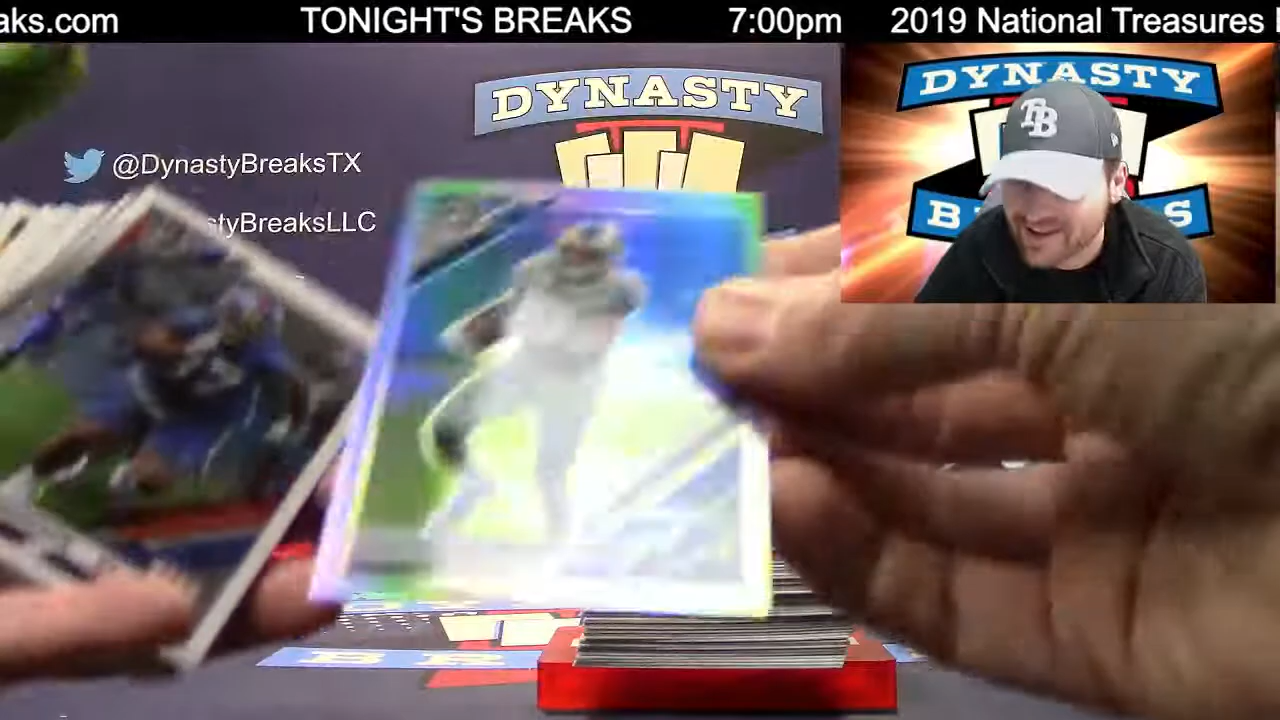 aks.com TONIGHT'S BREAKS 7:00pm 2019 National Treasures
DYNASTY
DYNASTY
TB
@DynastyBreaksTX
styBreaksLLC